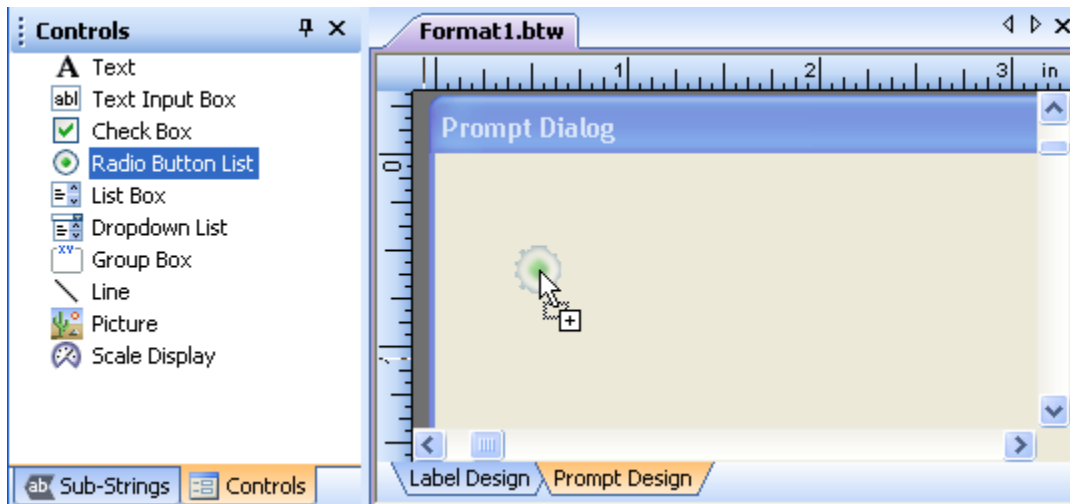 Controls
A Text
abl Text Input Box
Check Box
Radio Button List
List Box
Dropdown List
XY Group Box
Line
Picture
Scale Display
ab Sub-Strings
Controls
Format1.btw
1 2 3 in
Prompt Dialog
0
1
Label Design
Prompt Design